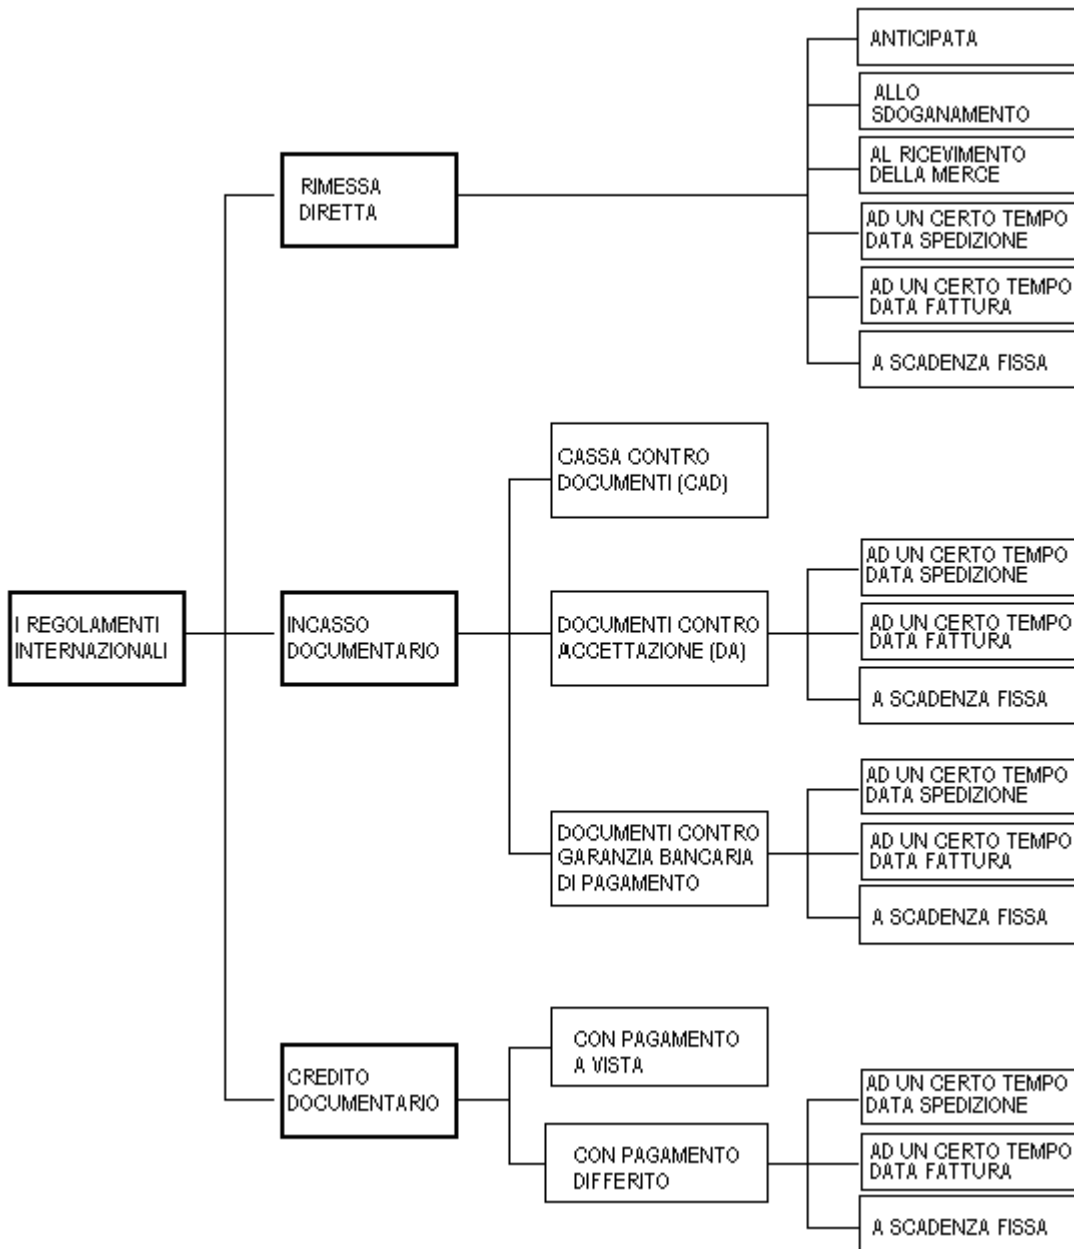 ANTICIPATA
ALLO
SDOGANAMENTO
RIMESSA
DIRETTA
AL RICEVIMENTO
DELLA MERCE
AD UN CERTO TEMPO
DATA SPEDIZIONE
AD UN CERTO TEMPO
DATA FATTURA
A SCADENZA FISSA
CASSA CONTRO
DOCUMENTI (CAD)
I REGOLAMENTI
INTERNAZIONALI
INCASSO
DOCUMENTARIO
DOCUMENTI CONTRO
ACCETTAZIONE (DA)
AD UN CERTO TEMPO
DATA SPEDIZIONE
AD UN CERTO TEMPO
DATA FATTURA
A SCADENZA FISSA
DOCUMENTI CONTRO
GARANZIA BANCARIA
DI PAGAMENTO
AD UN CERTO TEMPO
DATA SPEDIZIONE
AD UN CERTO TEMPO
DATA FATTURA
A SCADENZA FISSA
CREDITO
DOCUMENTARIO
CON PAGAMENTO
A VISTA
CON PAGAMENTO
DIFFERITO
AD UN CERTO TEMPO
DATA SPEDIZIONE
AD UN CERTO TEMPO
DATA FATTURA
A SCADENZA FISSA